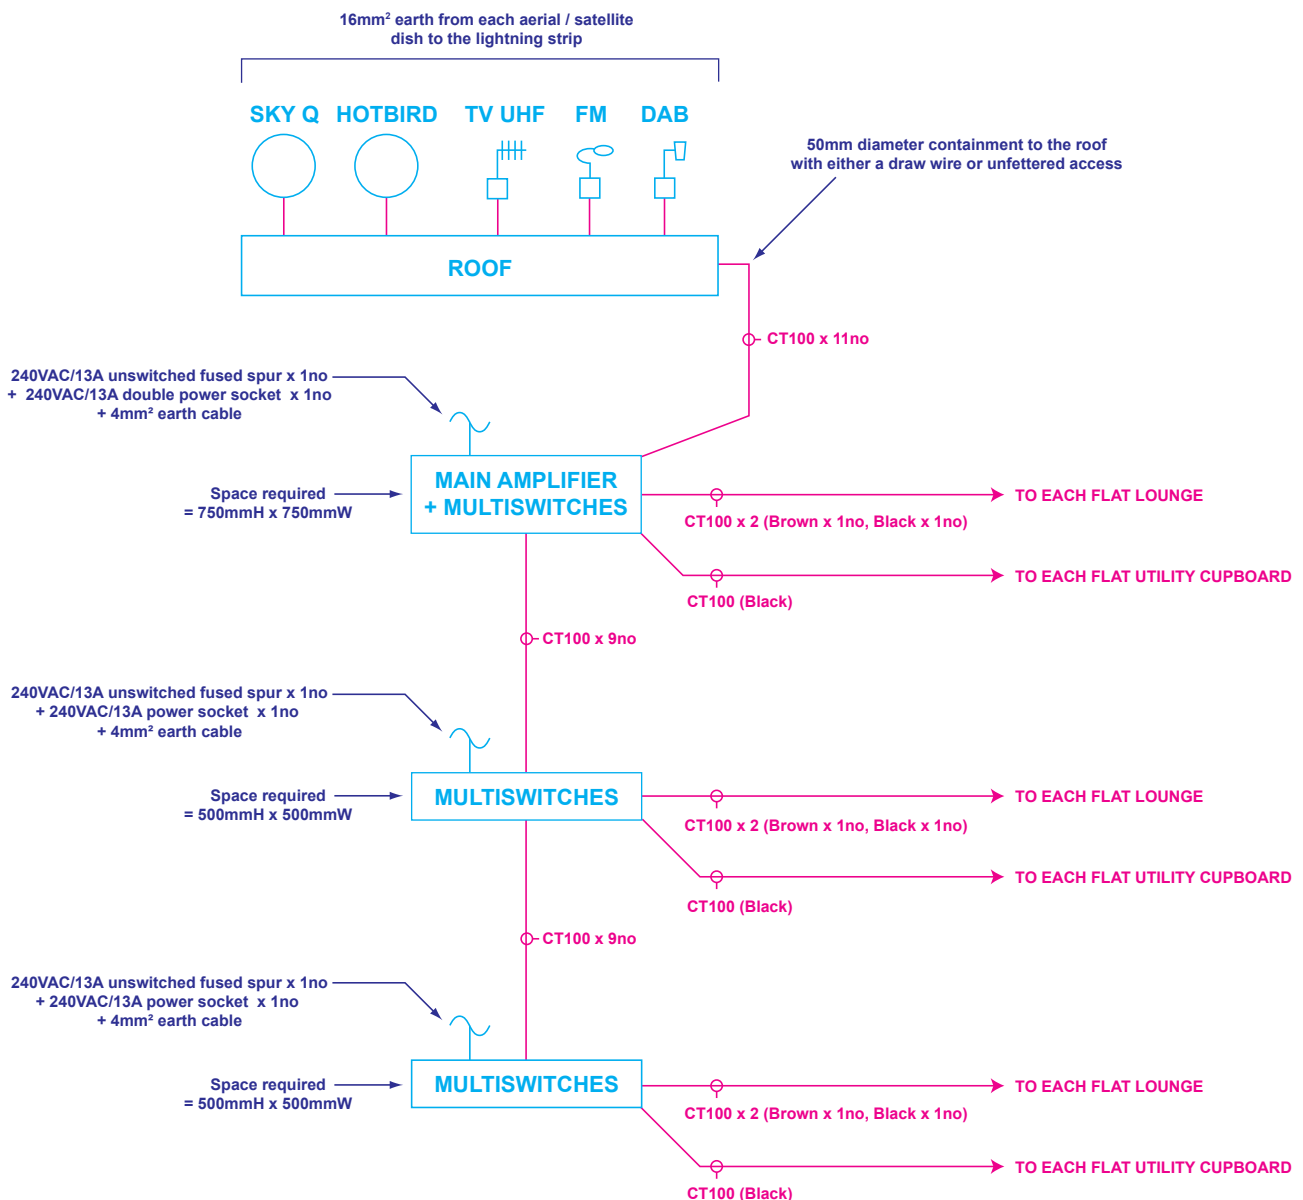 16mm² earth from each aerial / satellite
dish to the lightning strip
SKY Q HOTBIRD TV UHF FM DAB
50mm diameter containment to the roof
with either a draw wire or unfettered access
ROOF
CT100 x 11no
240VAC/13A unswitched fused spur x 1no
+ 240VAC/13A double power socket x 1no
+ 4mm² earth cable
MAIN AMPLIFIER
+ MULTISWITCHES
Space required
= 750mmH x 750mmW
TO EACH FLAT LOUNGE
CT100 x 2 (Brown x 1no, Black x 1no)
TO EACH FLAT UTILITY CUPBOARD
CT100 (Black)
CT100 x 9no
240VAC/13A unswitched fused spur x 1no
+ 240VAC/13A power socket x 1no
+ 4mm² earth cable
Space required
= 500mmH x 500mmW
MULTISWITCHES
TO EACH FLAT LOUNGE
CT100 x 2 (Brown x 1no, Black x 1no)
TO EACH FLAT UTILITY CUPBOARD
CT100 (Black)
CT100 x 9no
240VAC/13A unswitched fused spur x 1no
+ 240VAC/13A power socket x 1no
+ 4mm² earth cable
Space required
= 500mmH x 500mmW
MULTISWITCHES
TO EACH FLAT LOUNGE
CT100 x 2 (Brown x 1no, Black x 1no)
TO EACH FLAT UTILITY CUPBOARD
CT100 (Black)